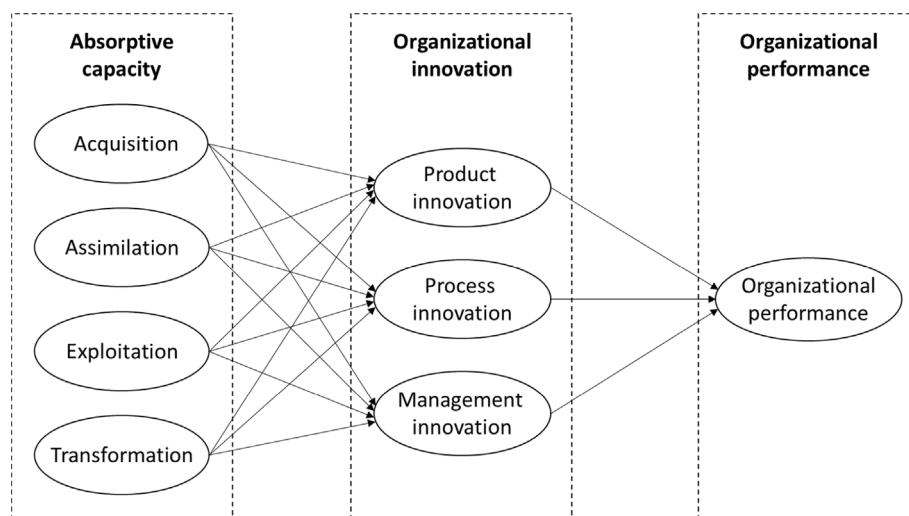 Absorptive
capacity
Acquisition
Assimilation
Exploitation
Transformation
Organizational
innovation
Product
innovation
Process
innovation
Management
innovation
Organizational
performance
Organizational
performance